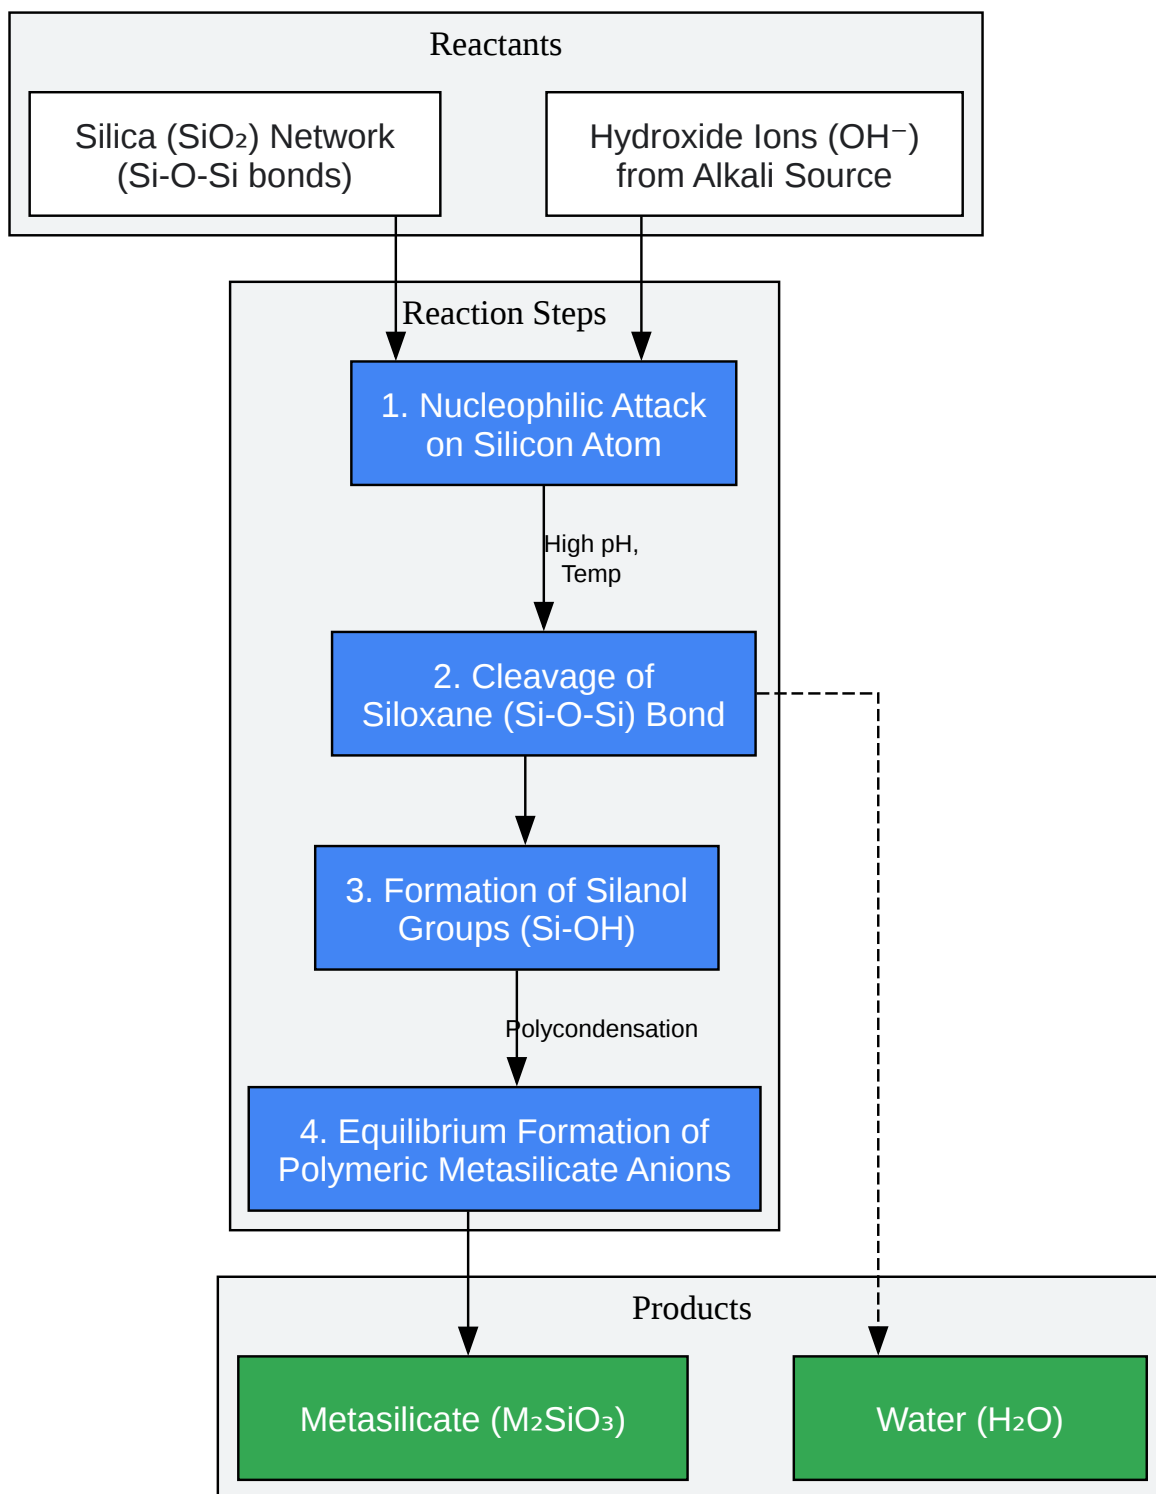 Reactants
Silica (SiO₂) Network
(Si-O-Si bonds)
Hydroxide Ions (OH⁻)
from Alkali Source
Reaction Steps
1. Nucleophilic Attack
on Silicon Atom
High pH,
Temp
2. Cleavage of
Siloxane (Si-O-Si) Bond
3. Formation of Silanol
Groups (Si-OH)
Polycondensation
4. Equilibrium Formation of
Polymeric Metasilicate Anions
Products
Metasilicate (M₂SiO₃)
Water (H₂O)